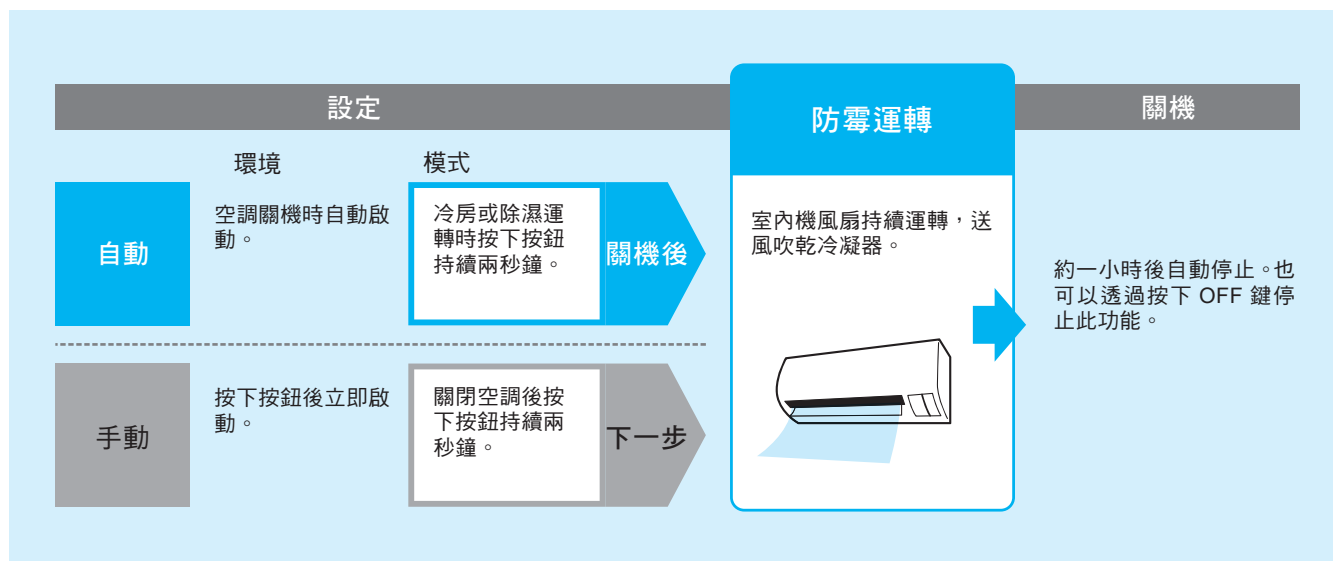 設定
防霉運轉
關機
環境
模式
自動
空調關機時自動啟
動。
冷房或除濕運
轉時按下按鈕
持續兩秒鐘。
關機後
手動
按下按鈕後立即啟
動。
關閉空調後按
下按鈕持續兩
秒鐘。
下一步
室內機風扇持續運轉，送
風吹乾冷凝器。
約一小時後自動停止。也
可以透過按下 OFF 鍵停
止此功能。